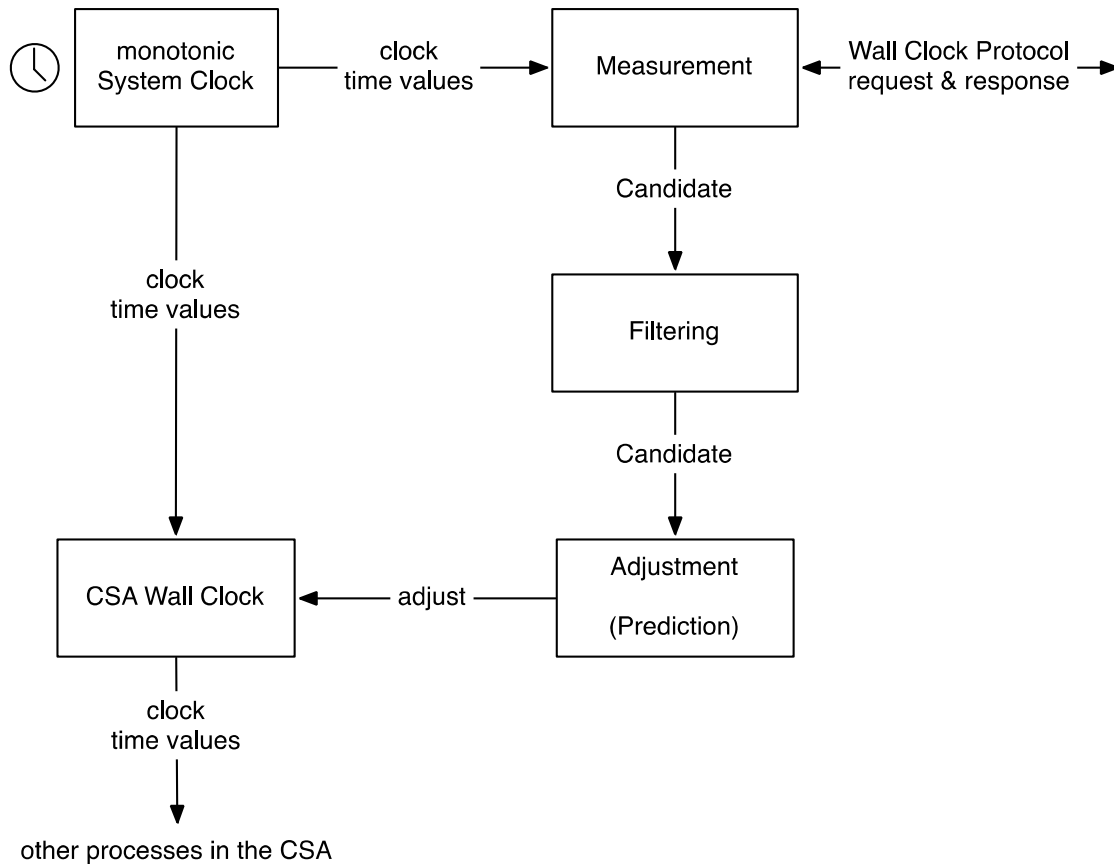 monotonic
System Clock
clock
time values
Measurement
Wall Clock Protocol
request & response
Candidate
clock
time values
Filtering
Candidate
CSA Wall Clock
adjust
Adjustment
(Prediction)
clock
time values
other processes in the CSA